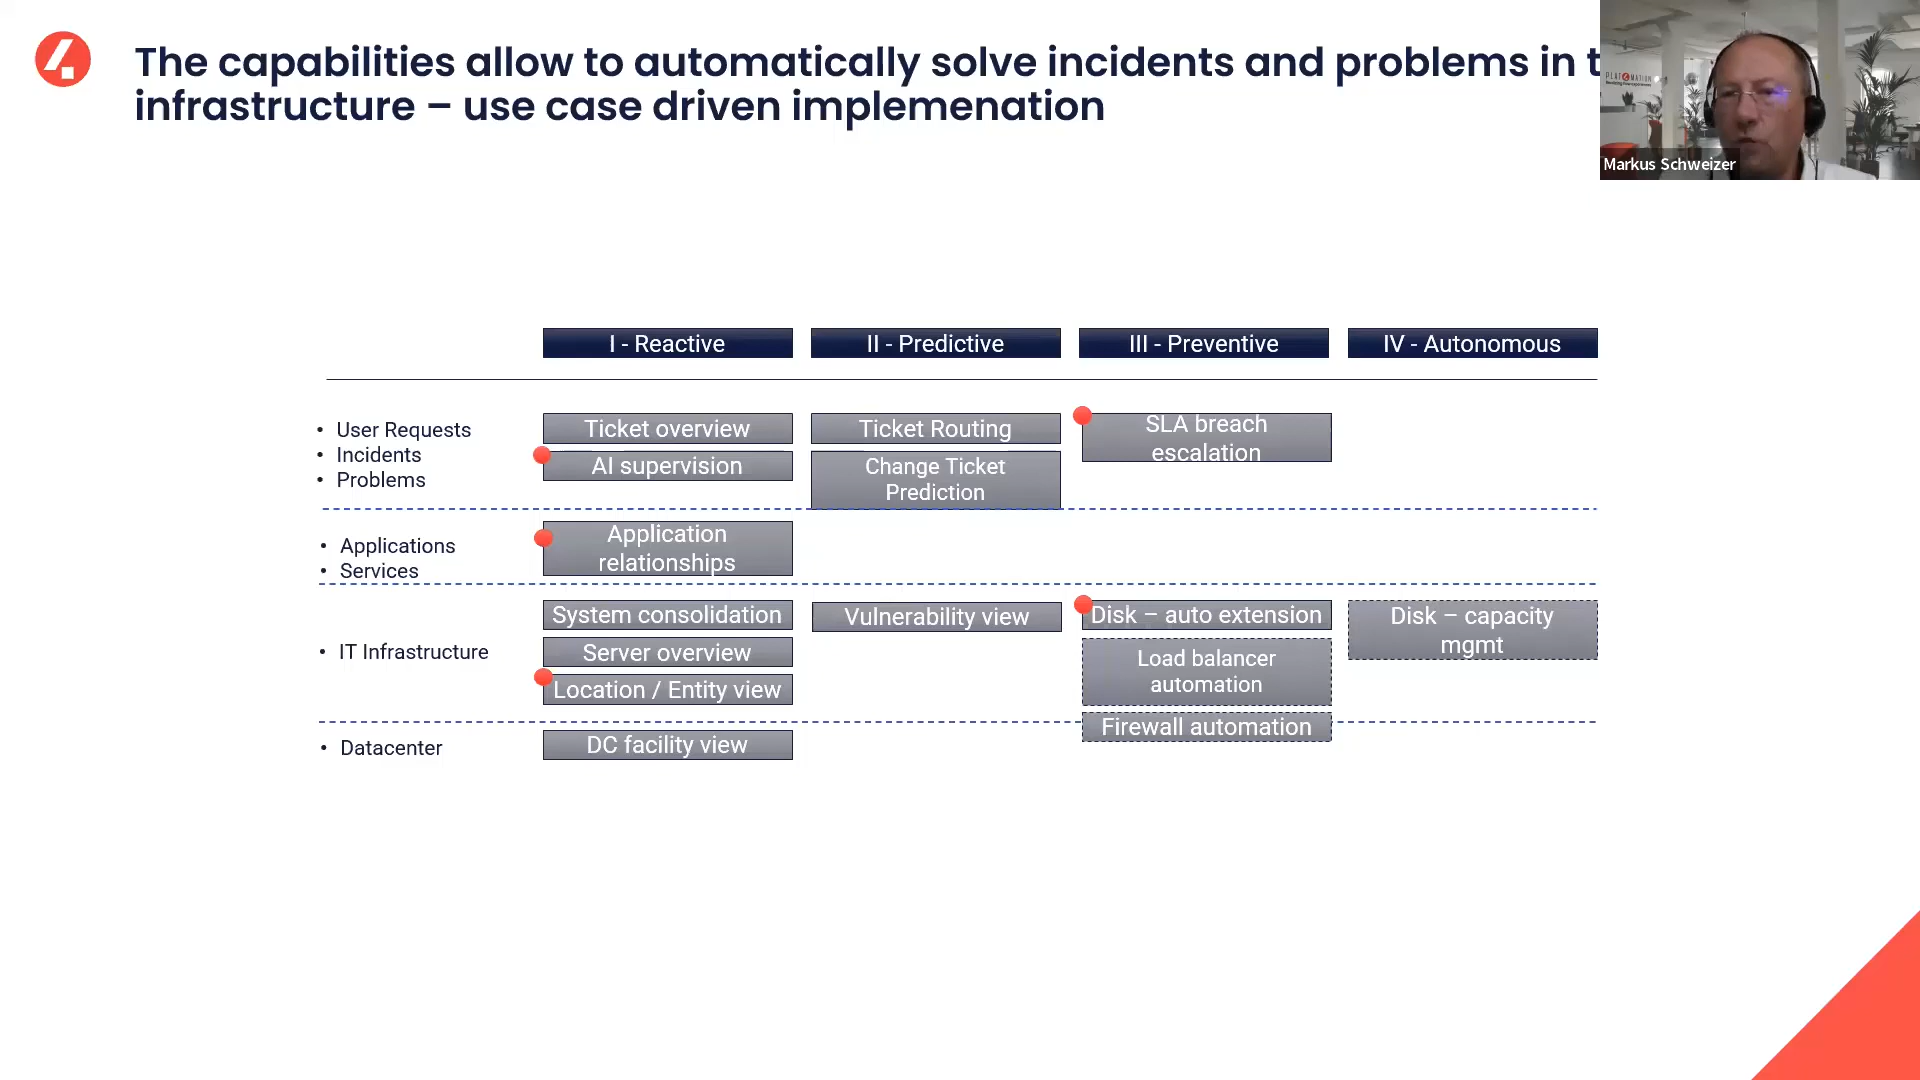 The capabilities allow to automatically solve incidents and problems in t
infrastructure – use case driven implemenation
PLAT4MATION
Markus Schweizer
I - Reactive
II - Predictive
III - Preventive
IV - Autonomous
• User Requests
• Incidents
• Problems
Ticket overview
AI supervision
Ticket Routing
Change Ticket
Prediction
SLA breach
escalation
• Applications
• Services
Application
relationships
• IT Infrastructure
System consolidation
Server overview
Location / Entity view
Vulnerability view
Disk – auto extension
Load balancer
automation
Firewall automation
Disk – capacity
mgmt
• Datacenter
DC facility view